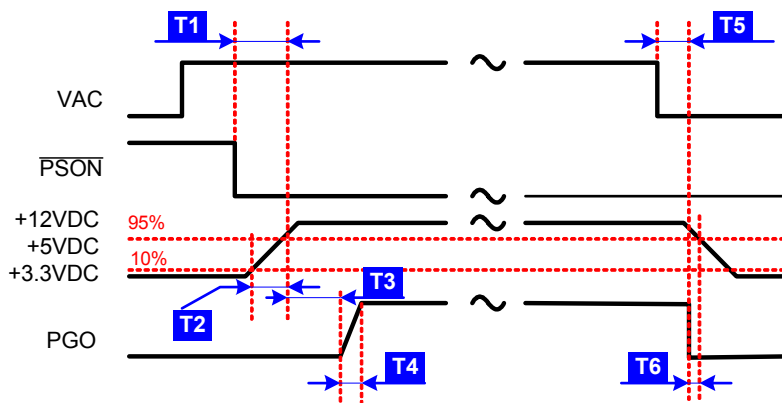 T1
T5
VAC
PSON
+12VDC
95%
+5VDC
10%
+3.3VDC
T3
T2
PGO
T4
T6